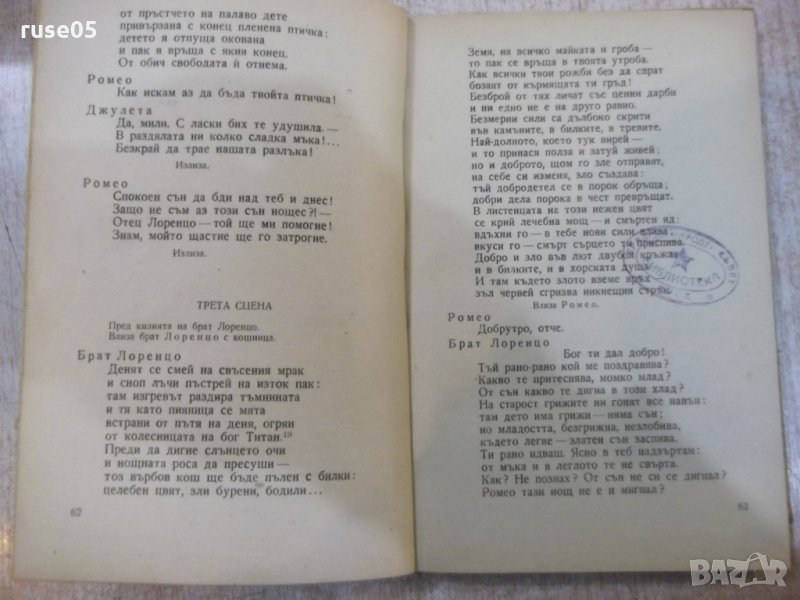 ruse05
от пръстчето на палаво дете
привързана с конец пленена птичка:
детето я отпуща окована
и пак я връща с якия конец.
От обич свободата ѝ отнема.
Ромео
Как искам аз да бъда твойта птичка!
Джулета
Да, мили. С ласки бих те удушила. —
В раздялата ни колко сладка мъка!...
Безкрай да трае нашата разлъка!
Излиза.
Ромео
Спокоен сън да бди над теб и днес!
Защо не съм аз този сън нощес?! —
Отец Лоренцо — той ще ми помогне!
Знам, мойто щастие ще го затрогне.
Излиза.
ТРЕТА СЦЕНА
Пред килията на брат Лоренцо.
Влиза брат Лоренцо с кошница.
Брат Лоренцо
Денят се смей на свъсения мрак
и сноп лъчи пъстрей на изток пак:
там изгревът раздира тъмнината
и тя като пияница се мята
встрани от пътя на деня, огрян
от колесницата на бог Титан.¹⁹
Преди да дигне слънцето очи
и нощната роса да пресуши —
тоз върбов кош ще бъде пълен с билки:
целебен цвят, зли бурени, бодили...
62
Земя, на всичко майката и гроба —
то пак се връща в твоята утроба.
Как всички твои рожби без да спрат
бозаят от кърмящата ти гръд!
Безброй от тях личат със ценни дарби
и ни едно не е на друго равно.
Безмерни сили са дълбоко скрити
във камъните, в билките, в тревите.
Най-долното, което тук вирей —
и то принася полза и затуй живей;
но и доброто, щом го зле отправят,
на себе си изменя, зло създава:
тъй добродетел се в порок обръща;
добри дела порока в чест превръщат.
В листенцата на този нежен цвят
се крий лечебна мощ — и смъртен яд:
вдъхни го — в тебе нови сили влива
вкуси го — смърт сърцето ти приспива.
Добро и зло във лют двубой кръжат
и в билките, и в хорската душа.
И там където злото вземе връх
зъл червей сгризва никнещия стрък.
Влиза Ромео.
БИБЛИОТЕКА
Ромео
Добрутро, отче.
Брат Лоренцо
Бог ти дал добро!
Тъй рано-рано кой ме поздравява?
Какво те притеснява, момко млад?
От сън какво те дигна в този хлад?
На старост грижите ни гонят все навън:
там дето има грижи — няма сън;
но младостта, безгрижна, незлобива,
където легне — златен сън заспива.
Ти рано идваш. Ясно в теб надзъртам:
от мъка и в леглото те не свърта.
Как? Не познах? От сън не си се дигнал?
Ромео тази нощ не е и мигнал?
63
BAZAR